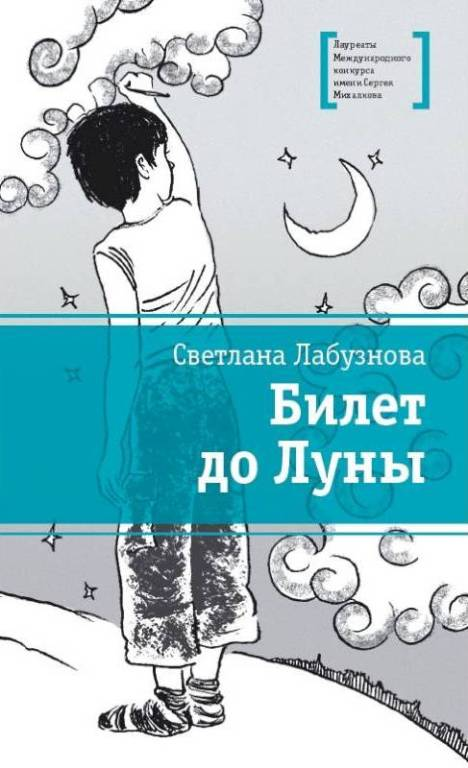 Лауреаты
Международного
конкурса
имени Сергея
Михалкова
Светлана Лабузнова
Билет
до Луны